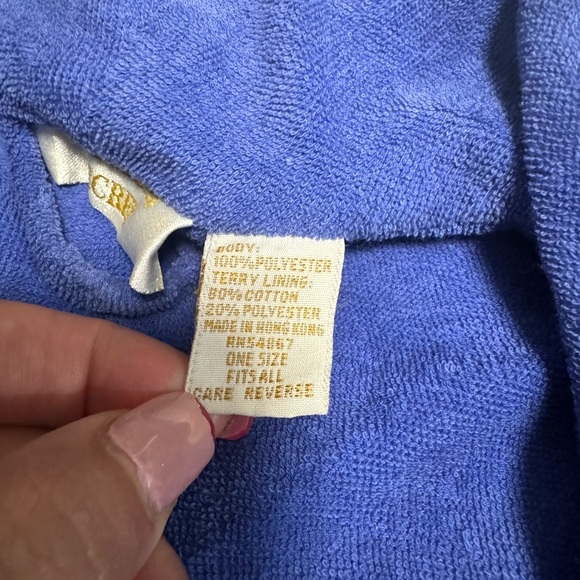 CRE
BODY:
100% POLYESTER
TERRY LINING:
80% COTTON
20% POLYESTER
MADE IN HONG KONG
RN54067
ONE SIZE
FITS ALL
CARE REVERSE